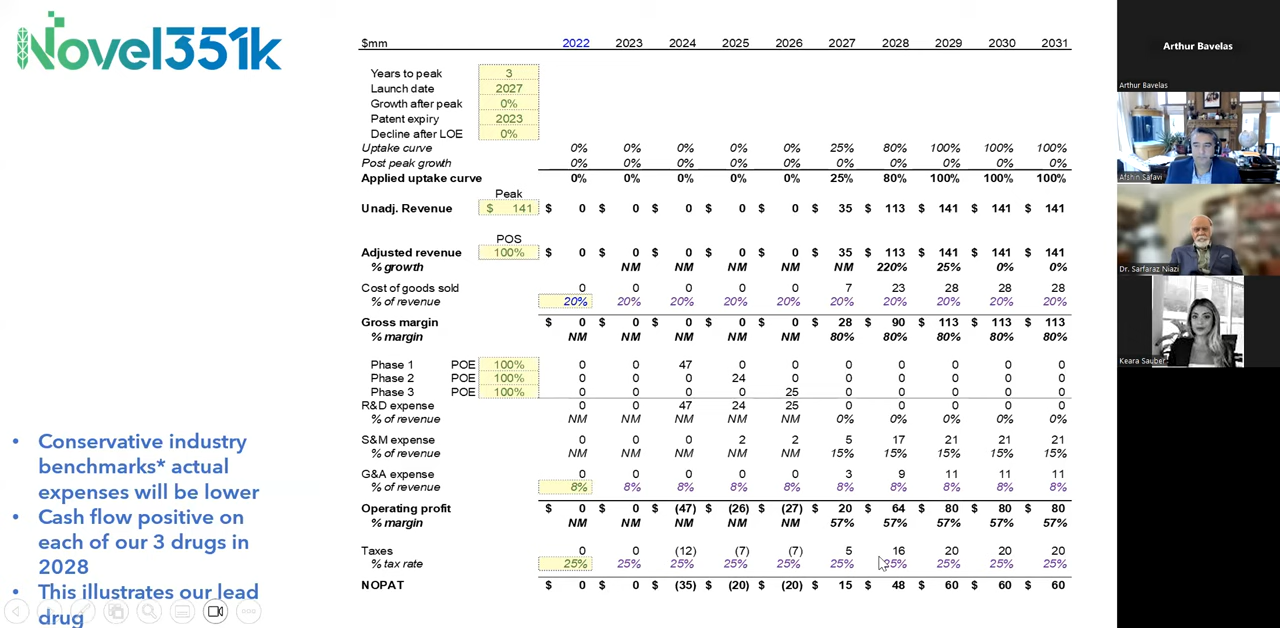 Novel351k
$mm 2022 2023 2024 2025 2026 2027 2028 2029 2030 2031
Years to peak 3
Launch date 2027
Growth after peak 0%
Patent expiry 2023
Decline after LOE 0%
Uptake curve 0% 0% 0% 0% 0% 25% 80% 100% 100% 100%
Post peak growth 0% 0% 0% 0% 0% 0% 0% 0% 0% 0%
Applied uptake curve 0% 0% 0% 0% 0% 25% 80% 100% 100% 100%
Peak
Unadj. Revenue $ 141 $ 0 $ 0 $ 0 $ 0 $ 0 $ 35 $ 113 $ 141 $ 141 $ 141
POS
Adjusted revenue 100% $ 0 $ 0 $ 0 $ 0 $ 0 $ 35 $ 113 $ 141 $ 141 $ 141
% growth NM NM NM NM NM 220% 25% 0% 0%
Cost of goods sold 0 0 0 0 0 7 23 28 28 28
% of revenue 20% 20% 20% 20% 20% 20% 20% 20% 20% 20%
Gross margin $ 0 $ 0 $ 0 $ 0 $ 0 $ 28 $ 90 $ 113 $ 113 $ 113
% margin NM NM NM NM NM 80% 80% 80% 80% 80%
Phase 1 POE 100% 0 0 47 0 0 0 0 0 0 0
Phase 2 POE 100% 0 0 0 24 0 0 0 0 0 0
Phase 3 POE 100% 0 0 0 0 25 0 0 0 0 0
R&D expense 0 0 47 24 25 0 0 0 0 0
% of revenue NM NM NM NM NM 0% 0% 0% 0% 0%
S&M expense 0 0 0 2 2 5 17 21 21 21
% of revenue NM NM NM NM NM 15% 15% 15% 15% 15%
G&A expense 0 0 0 0 0 3 9 11 11 11
% of revenue 8% 8% 8% 8% 8% 8% 8% 8% 8% 8%
Operating profit $ 0 $ 0 $ (47) $ (26) $ (27) $ 20 $ 64 $ 80 $ 80 $ 80
% margin NM NM NM NM NM 57% 57% 57% 57% 57%
Taxes 0 0 (12) (7) (7) 5 16 20 20 20
% tax rate 25% 25% 25% 25% 25% 25% 25% 25% 25% 25%
NOPAT $ 0 $ 0 $ (35) $ (20) $ (20) $ 15 $ 48 $ 60 $ 60 $ 60
• Conservative industry
benchmarks* actual
expenses will be lower
• Cash flow positive on
each of our 3 drugs in
2028
• This illustrates our lead
drug
Arthur Bavelas
Arthur Bavelas
Afshin Safavi
Dr. Sarfaraz Niazi
Keara Sauber